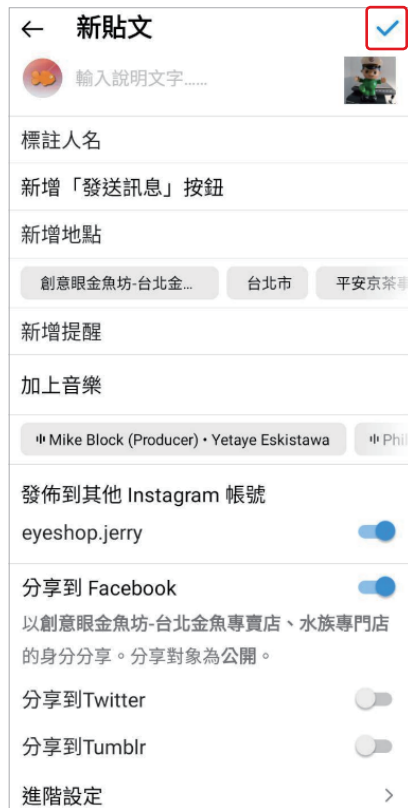 新貼文
輸入說明文字......
標註人名
新增「發送訊息」按鈕
新增地點
創意眼金魚坊-台北金... 台北市 平安京茶
新增提醒
加上音樂
Mike Block (Producer) • Yetaye Eskistawa Phil
發佈到其他 Instagram 帳號
eyeshop.jerry
分享到 Facebook
以創意眼金魚坊-台北金魚專賣店、水族專門店
的身分分享。分享對象為公開。
分享到Twitter
分享到Tumblr
進階設定